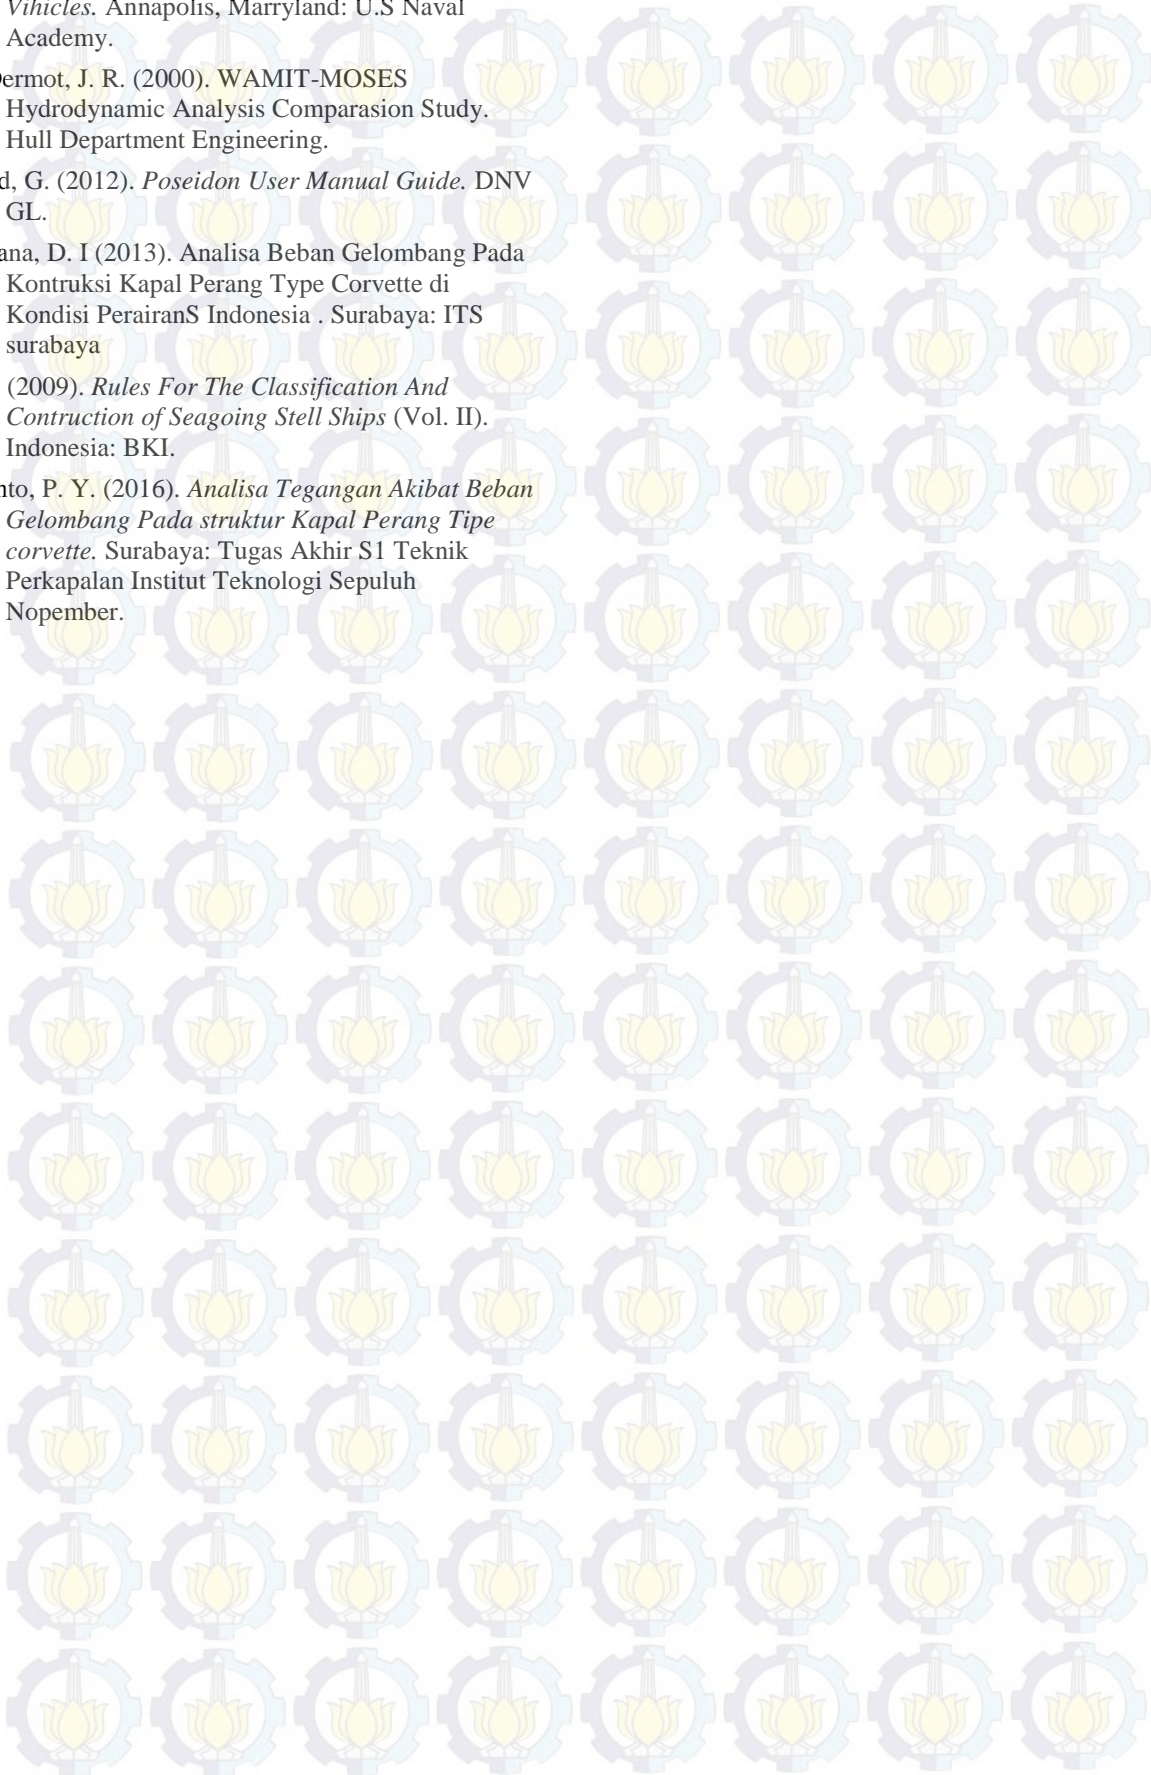 Vihicles. Annapolis, Marryland: U.S Naval
Academy.
ermot, J. R. (2000). WAMIT-MOSES
Hydrodynamic Analysis Comparasion Study.
Hull Department Engineering.
d, G. (2012). Poseidon User Manual Guide. DNV
GL.
ana, D. I (2013). Analisa Beban Gelombang Pada
Kontruksi Kapal Perang Type Corvette di
Kondisi PerairanS Indonesia . Surabaya: ITS
surabaya
(2009). Rules For The Classification And
Contruction of Seagoing Stell Ships (Vol. II).
Indonesia: BKI.
nto, P. Y. (2016). Analisa Tegangan Akibat Beban
Gelombang Pada struktur Kapal Perang Tipe
corvette. Surabaya: Tugas Akhir S1 Teknik
Perkapalan Institut Teknologi Sepuluh
Nopember.